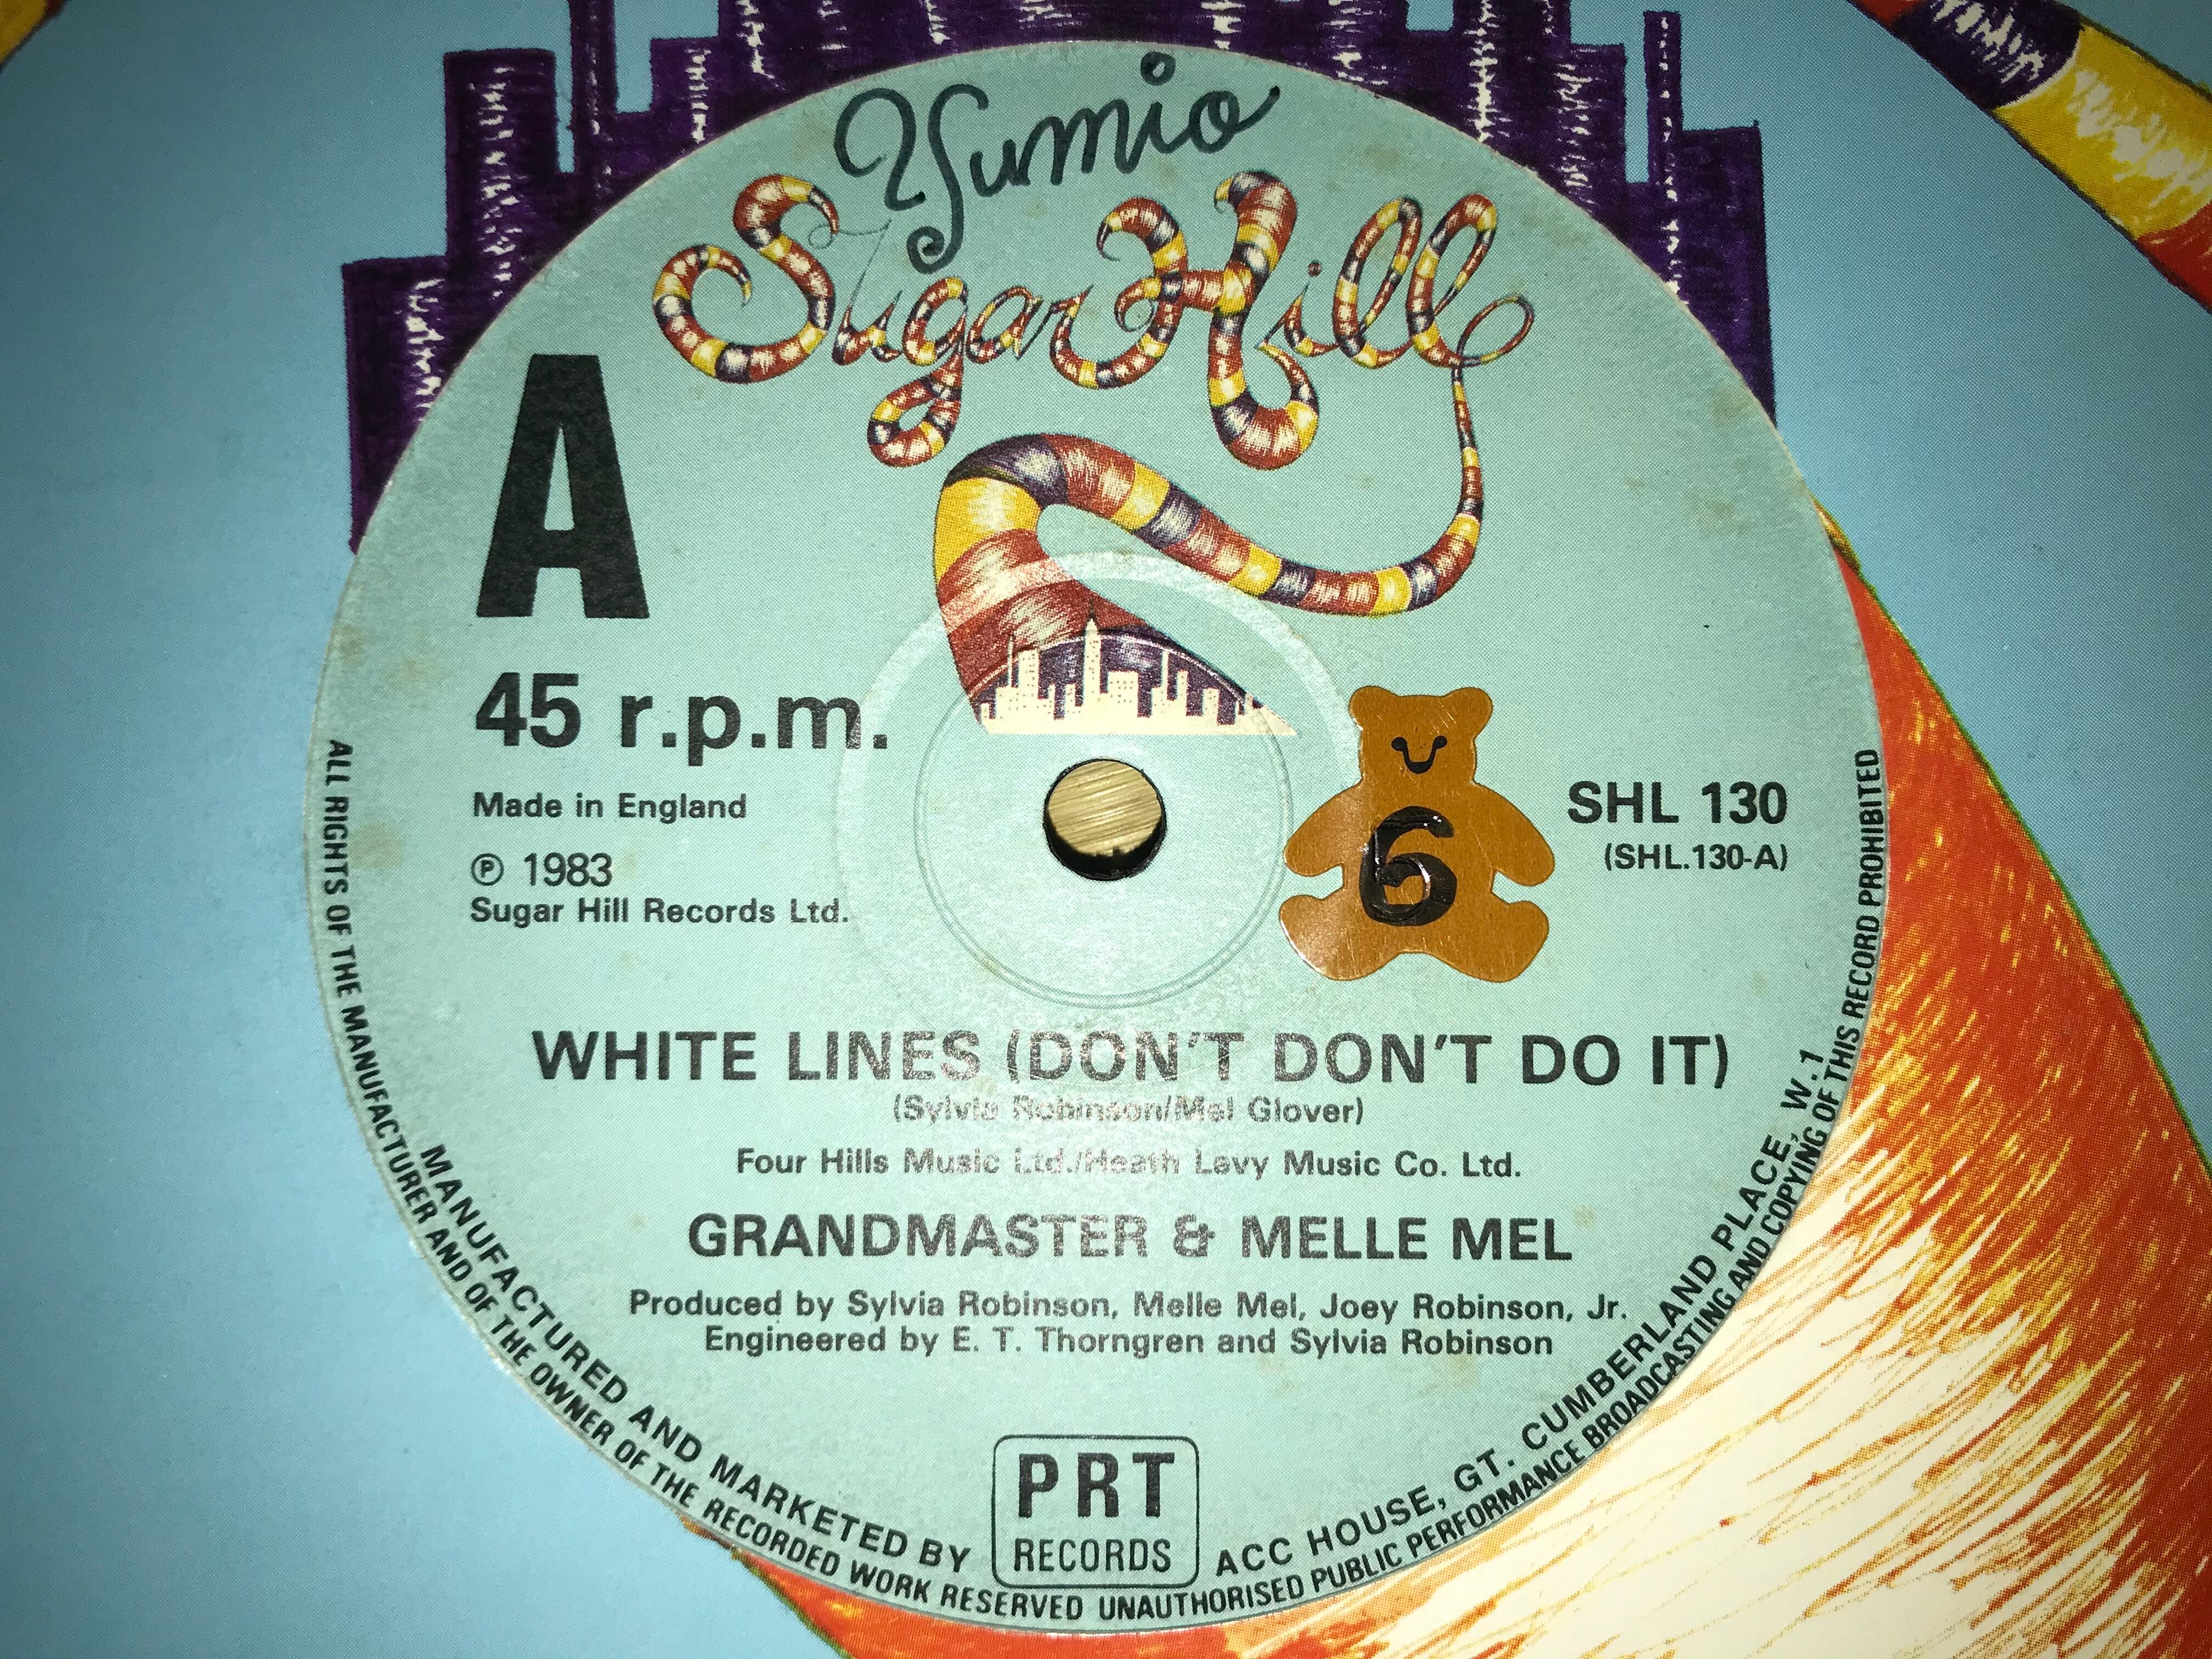 Yumio
Sugar Hill
A
45 r.p.m.
Made in England
℗ 1983
Sugar Hill Records Ltd.
6
SHL 130
(SHL.130-A)
WHITE LINES (DON'T DON'T DO IT)
(Sylvia Robinson/Mel Glover)
Four Hills Music Ltd./Heath Levy Music Co. Ltd.
GRANDMASTER & MELLE MEL
Produced by Sylvia Robinson, Melle Mel, Joey Robinson, Jr.
Engineered by E. T. Thorngren and Sylvia Robinson
MANUFACTURED AND MARKETED BY PRT RECORDS ACC HOUSE, GT. CUMBERLAND PLACE, W.1
ALL RIGHTS OF THE MANUFACTURER AND OF THE OWNER OF THE RECORDED WORK RESERVED UNAUTHORISED PUBLIC PERFORMANCE BROADCASTING AND COPYING OF THIS RECORD PROHIBITED